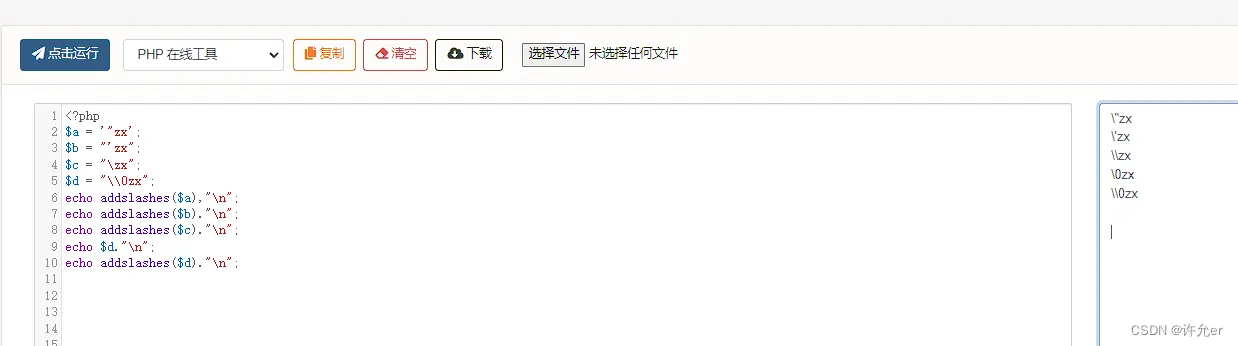 点击运行 PHP 在线工具 复制 清空 下载 选择文件 未选择任何文件
1 <?php
2 $a = '"zx';
3 $b = "'zx";
4 $c = "\zx";
5 $d = "\\0zx";
6 echo addslashes($a),"\n";
7 echo addslashes($b)."\n";
8 echo addslashes($c)."\n";
9 echo $d."\n";
10 echo addslashes($d)."\n";
11
12
13
14
15
\"zx
\'zx
\\zx
\0zx
\\0zx
CSDN @许允er